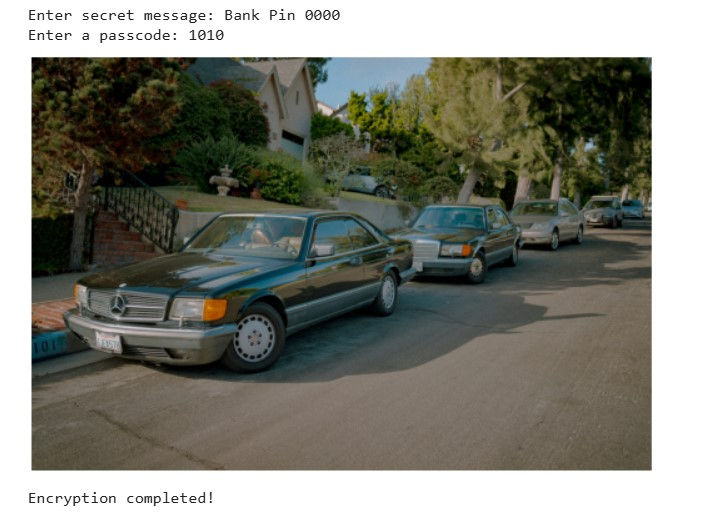 Enter secret message: Bank Pin 0000
Enter a passcode: 1010
Encryption completed!